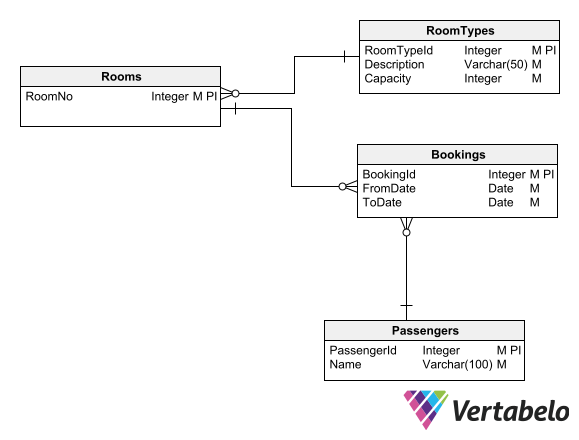 RoomTypes
RoomTypeId Integer M PI
Description Varchar(50) M
Capacity Integer M
Rooms
RoomNo Integer M PI
Bookings
BookingId Integer M PI
FromDate Date M
ToDate Date M
Passengers
PassengerId Integer M PI
Name Varchar(100) M
Vertabelo